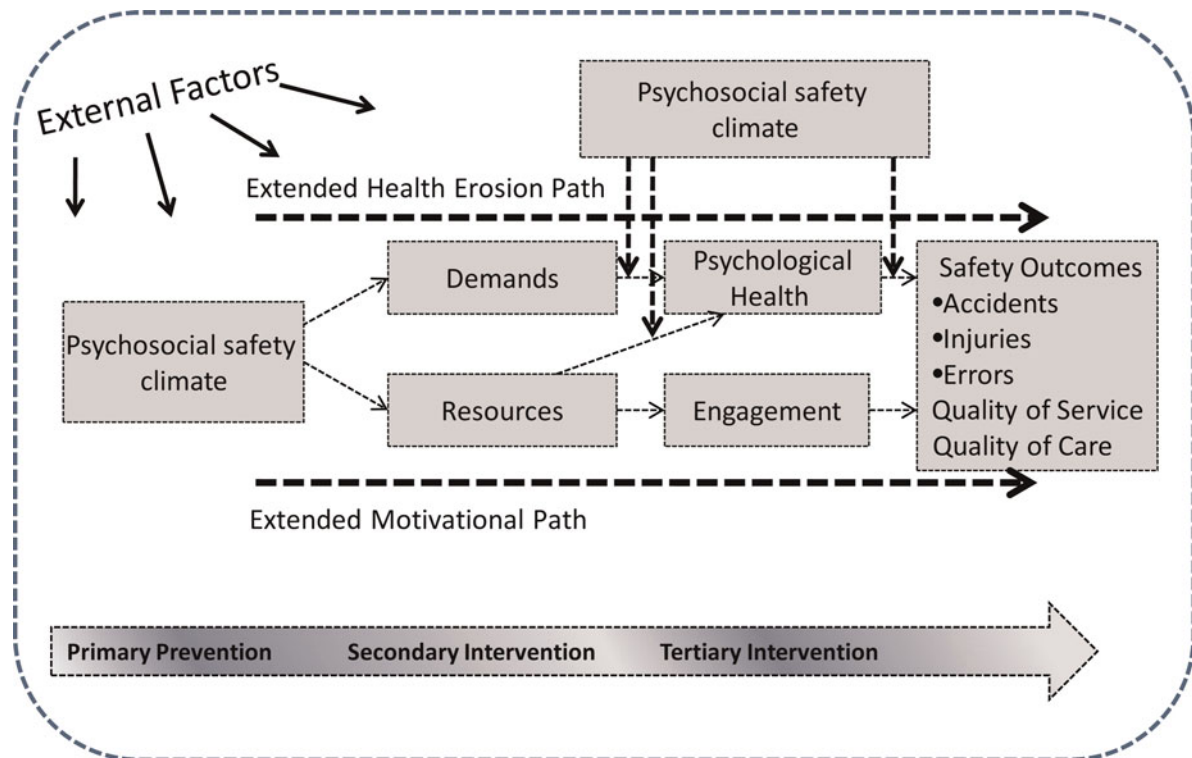 External Factors
Psychosocial safety
climate
Extended Health Erosion Path
Demands
Psychological
Health
Safety Outcomes
•Accidents
•Injuries
•Errors
Quality of Service
Quality of Care
Psychosocial safety
climate
Resources
Engagement
Extended Motivational Path
Primary Prevention
Secondary Intervention
Tertiary Intervention